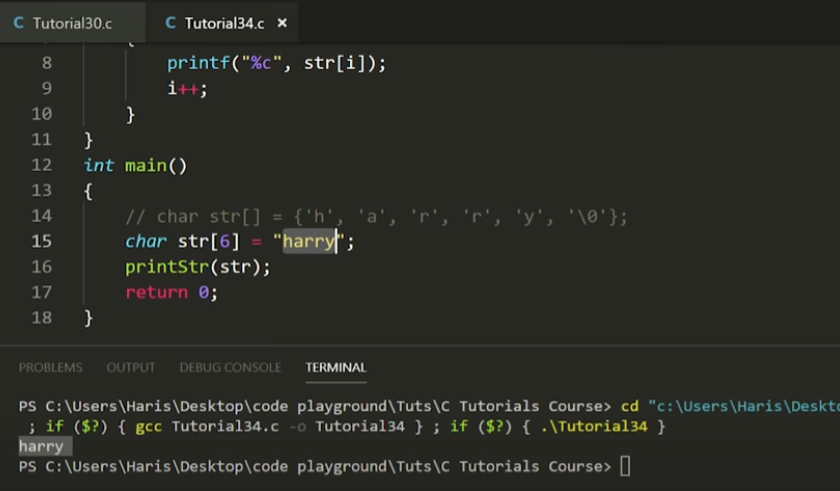 C Tutorial30.c
C Tutorial34.c ×
{
8 printf("%c", str[i]);
9 i++;
10 }
11 }
12 int main()
13 {
14 // char str[] = {'h', 'a', 'r', 'r', 'y', '\0'};
15 char str[6] = "harry";
16 printStr(str);
17 return 0;
18 }
PROBLEMS OUTPUT DEBUG CONSOLE TERMINAL
PS C:\Users\Haris\Desktop\code playground\Tuts\C Tutorials Course> cd "c:\Users\Haris\Deskto
; if ($?) { gcc Tutorial34.c -o Tutorial34 } ; if ($?) { .\Tutorial34 }
harry
PS C:\Users\Haris\Desktop\code playground\Tuts\C Tutorials Course>